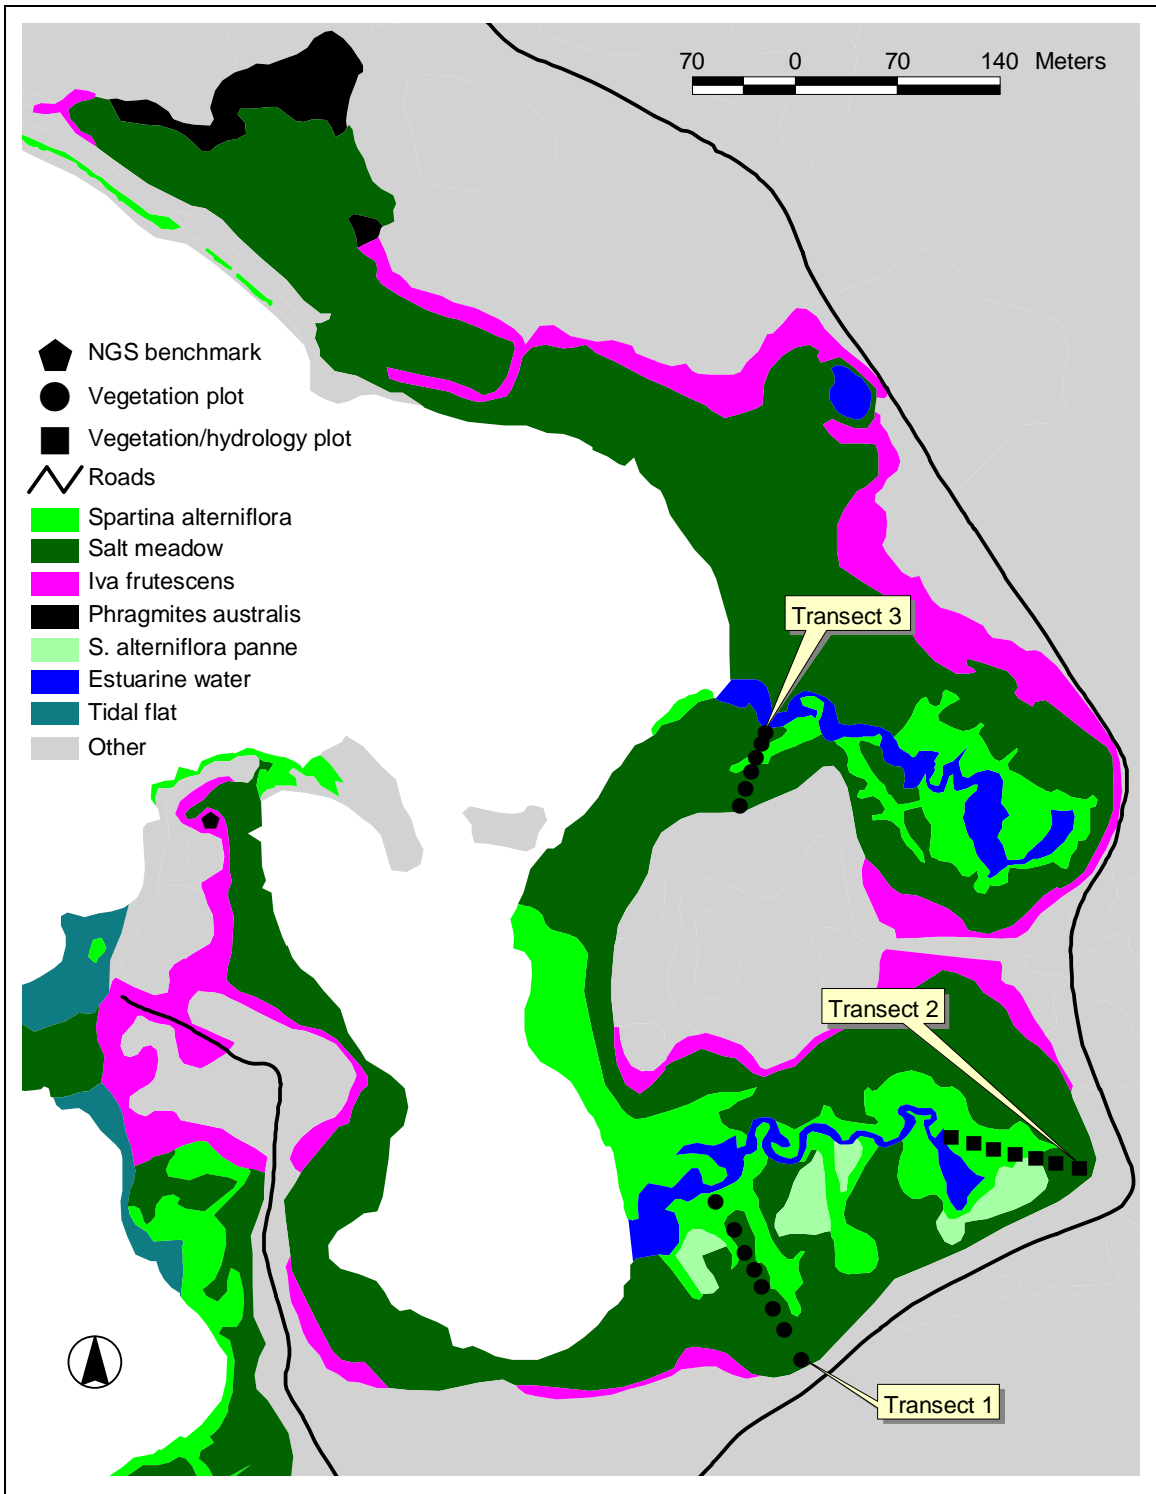 70 0 70 140 Meters
NGS benchmark
Vegetation plot
Vegetation/hydrology plot
Roads
Spartina alterniflora
Salt meadow
Iva frutescens
Phragmites australis
S. alterniflora panne
Estuarine water
Tidal flat
Other
Transect 3
Transect 2
Transect 1